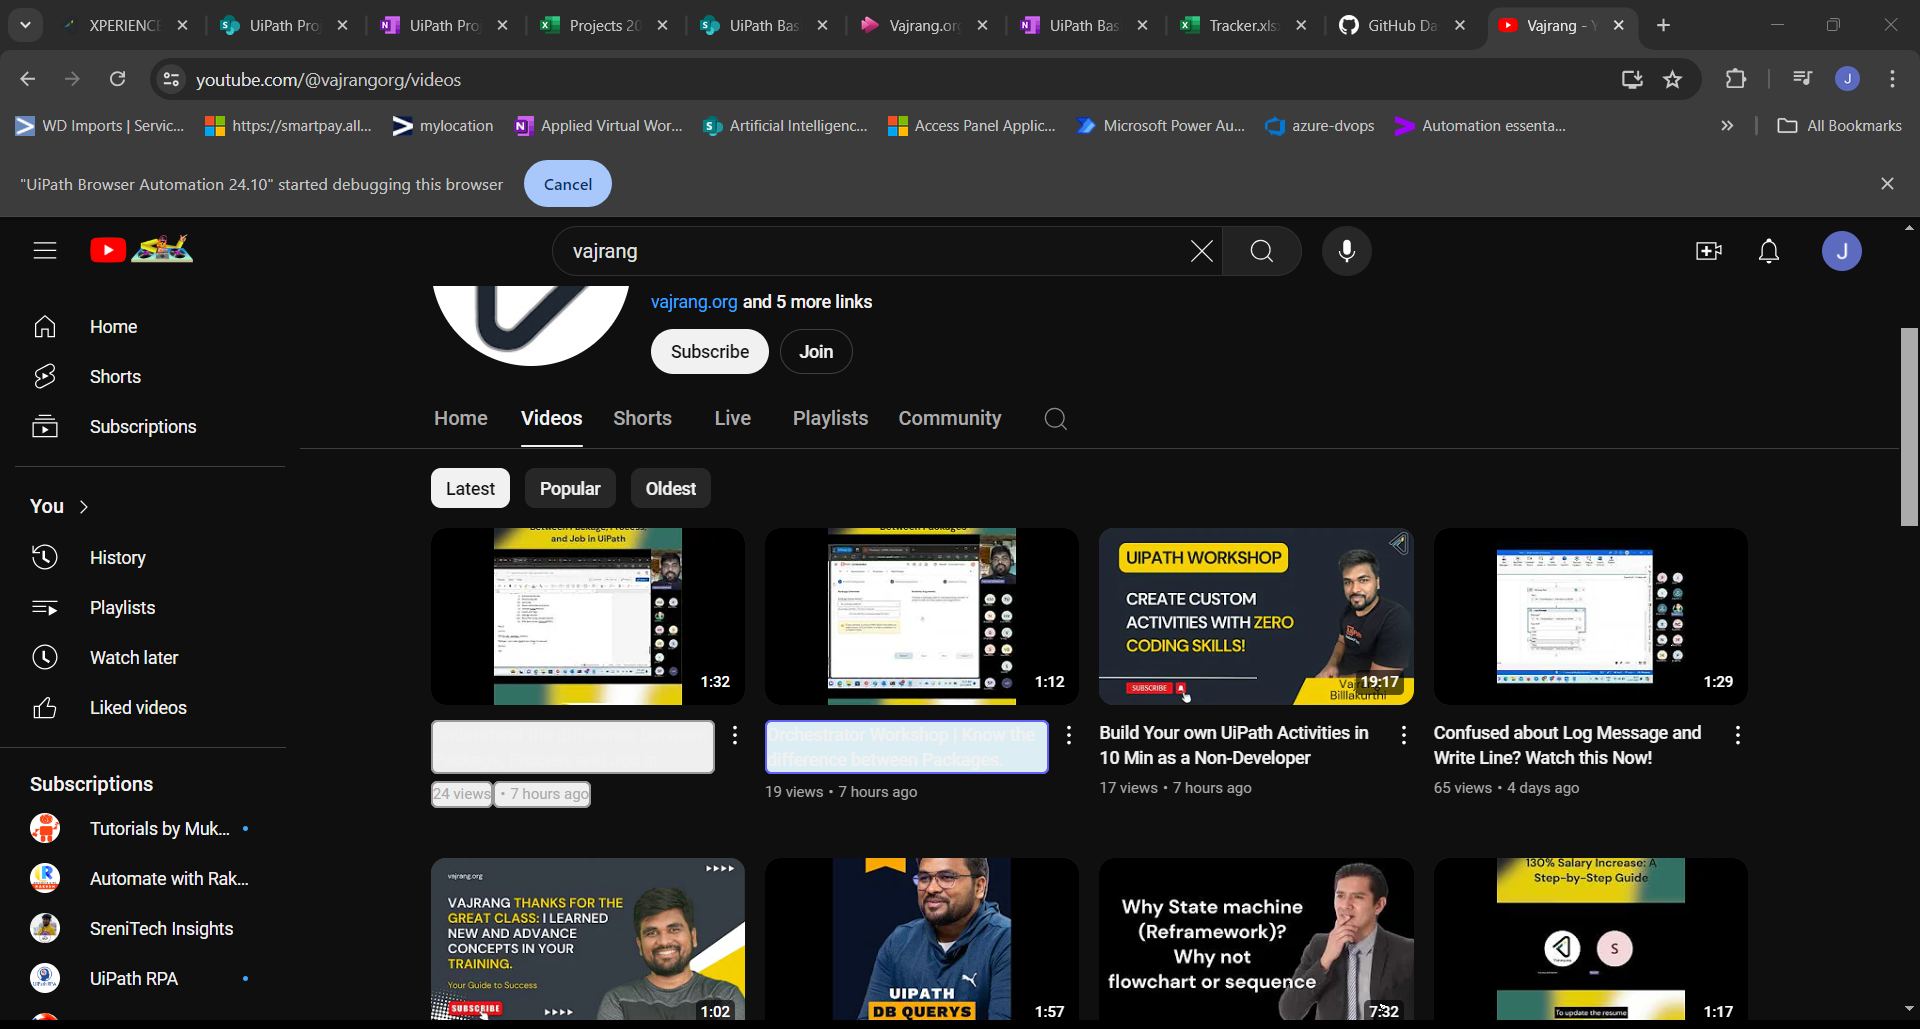 XPERIENCE
UiPath Pro
UiPath Pro
Projects 20
UiPath Bas
Vajrang.org
UiPath Bas
Tracker.xls
GitHub Da
Vajrang - Y
youtube.com/@vajrangorg/videos
J
WD Imports | Servic...
https://smartpay.all...
mylocation
Applied Virtual Wor...
Artificial Intelligenc...
Access Panel Applic...
Microsoft Power Au...
azure-dvops
Automation essenta...
All Bookmarks
"UiPath Browser Automation 24.10" started debugging this browser
Cancel
vajrang
J
Home
Shorts
Subscriptions
You
History
Playlists
Watch later
Liked videos
Subscriptions
Tutorials by Muk...
Automate with Rak...
SreniTech Insights
UiPath RPA
vajrang.org and 5 more links
Subscribe
Join
Home
Videos
Shorts
Live
Playlists
Community
Latest
Popular
Oldest
Between Package, Process,
and Job in UiPath
1:32
24 views • 7 hours ago
Between Packages
1:12
Orchestrator Workshop | Know the
difference between Packages.
19 views • 7 hours ago
UIPATH WORKSHOP
CREATE CUSTOM
ACTIVITIES WITH ZERO
CODING SKILLS!
SUBSCRIBE
Billakurthi
19:17
Build Your own UiPath Activities in
10 Min as a Non-Developer
17 views • 7 hours ago
1:29
Confused about Log Message and
Write Line? Watch this Now!
65 views • 4 days ago
vajrang.org
VAJRANG THANKS FOR THE
GREAT CLASS: I LEARNED
NEW AND ADVANCE
CONCEPTS IN YOUR
TRAINING.
Your Guide to Success
SUBSCRIBE
1:02
UIPATH
DB QUERYS
1:57
Why State machine
(Reframework)?
Why not
flowchart or sequence
7:32
130% Salary Increase: A
Step-by-Step Guide
S
To update the resume
1:17